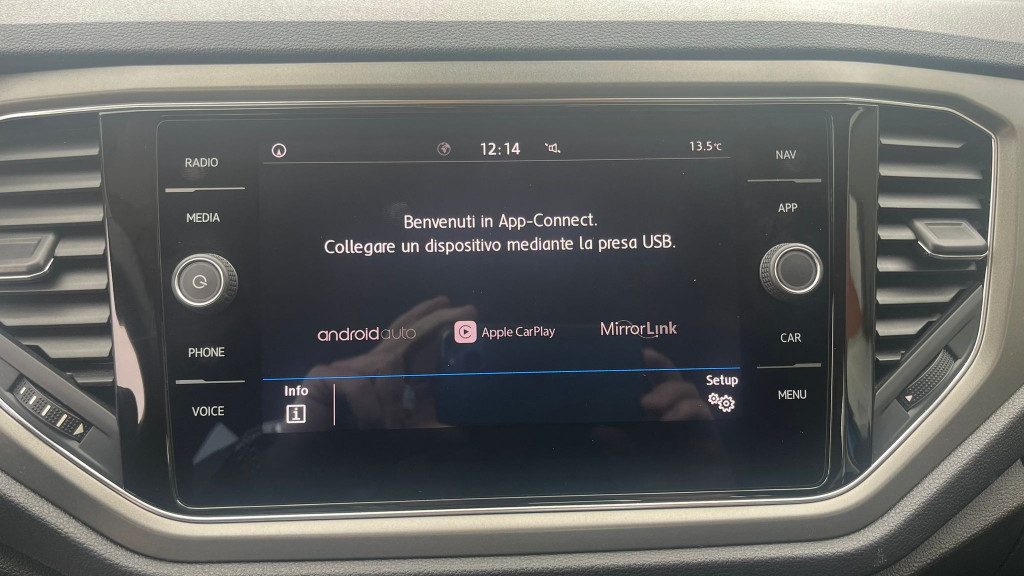 RADIO
MEDIA
PHONE
VOICE
12:14
13.5°C
Benvenuti in App-Connect.
Collegare un dispositivo mediante la presa USB.
androidauto
Apple CarPlay
MirrorLink
Info
i
Setup
NAV
APP
CAR
MENU